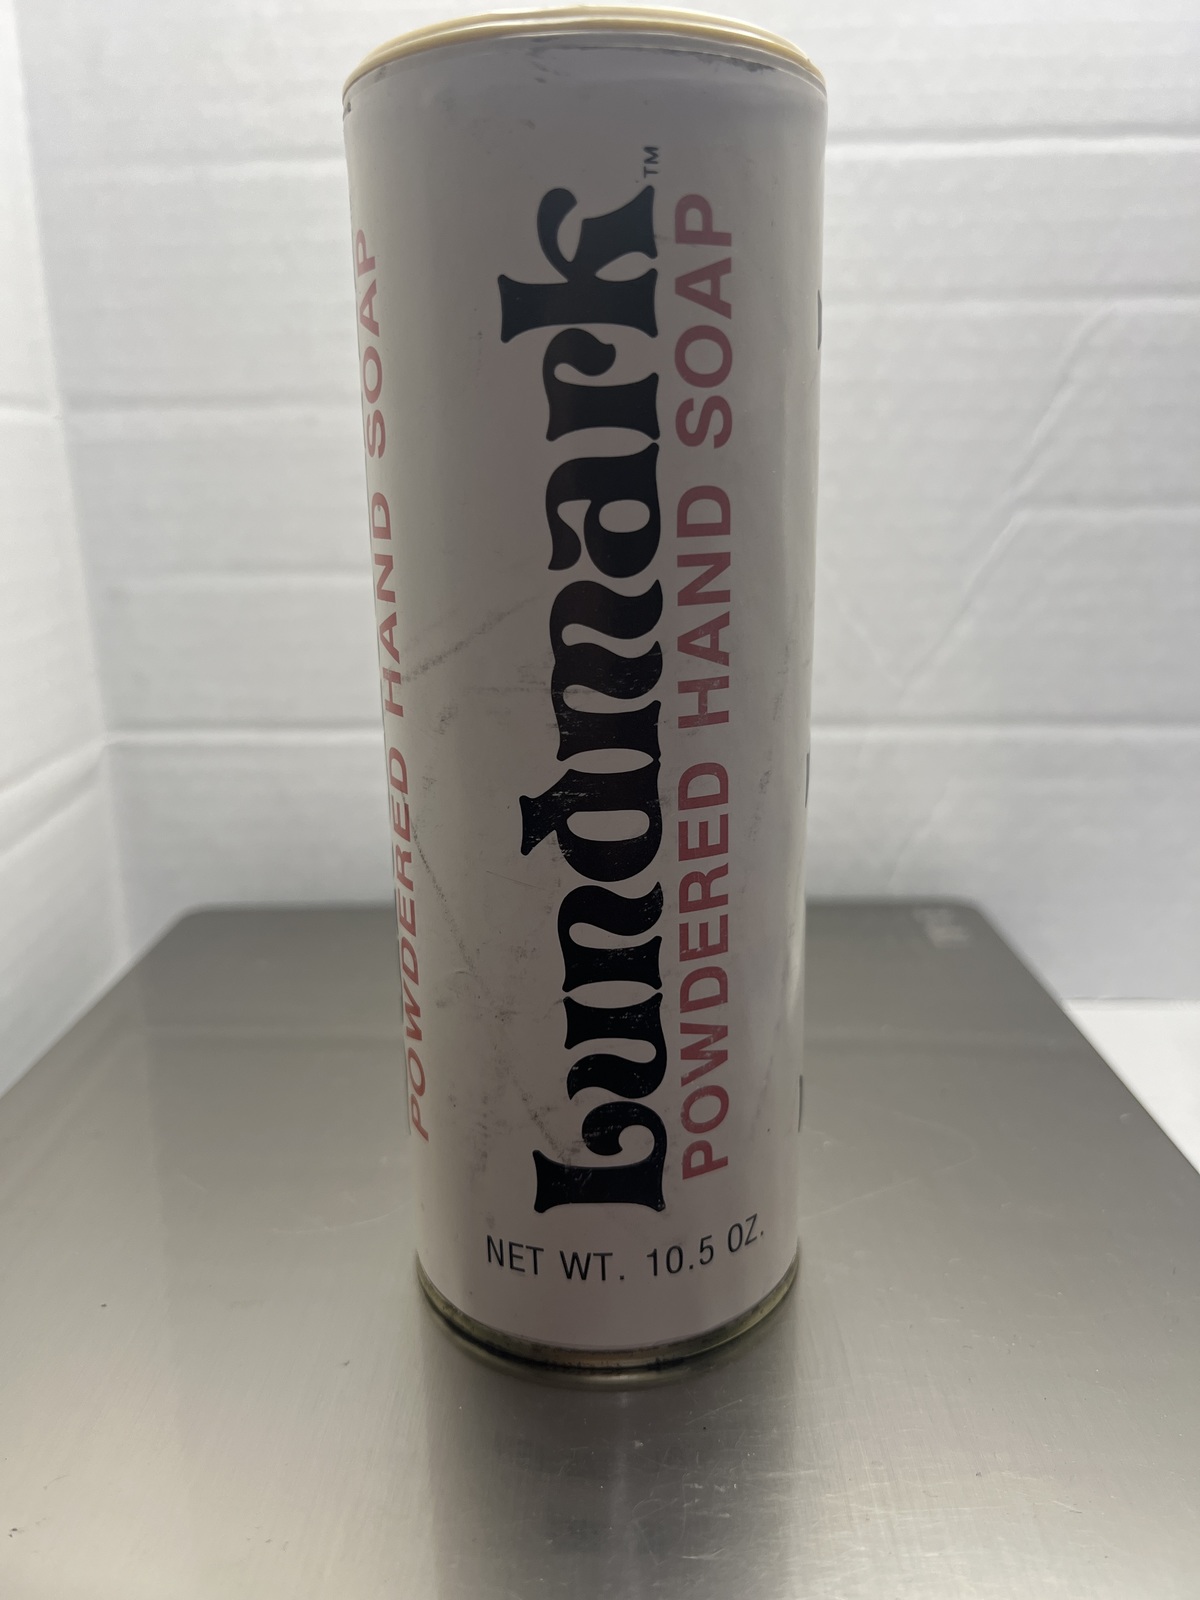 POWDERED HAND SOAP
Lundmark™
POWDERED HAND SOAP
NET WT. 10.5 OZ.